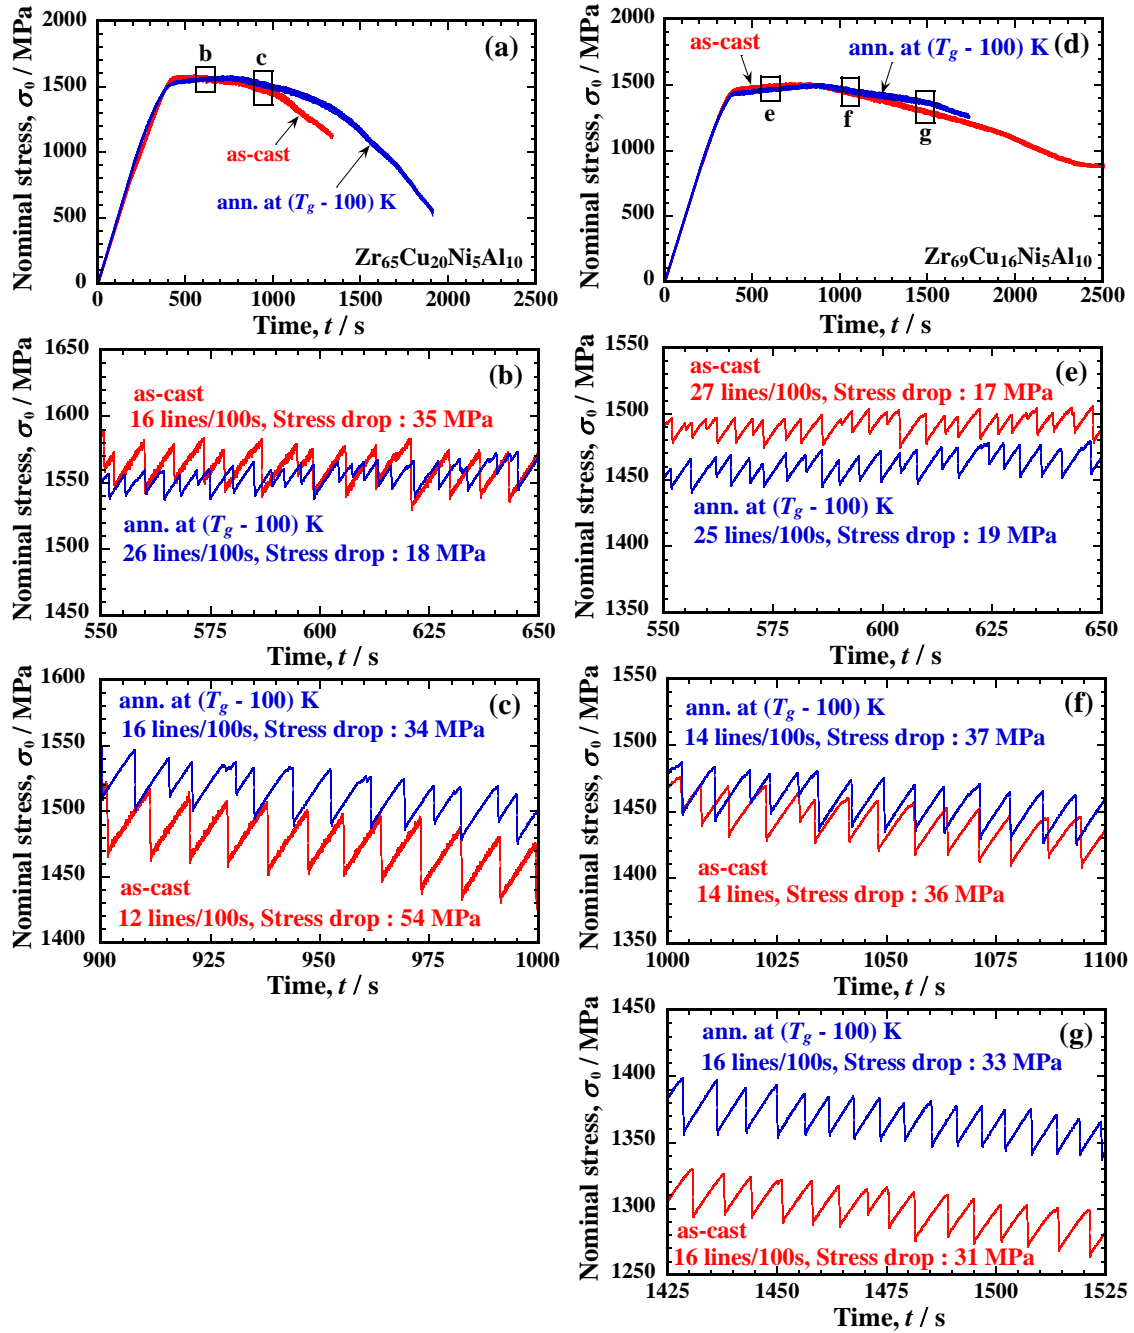 (a)
b
c
as-cast
ann. at (Tg - 100) K
Zr65Cu20Ni5Al10
Nominal stress, σ0 / MPa
2000
1500
1000
500
0
0 500 1000 1500 2000 2500
Time, t / s
(d)
as-cast
ann. at (Tg - 100) K
e
f
g
Zr69Cu16Ni5Al10
Nominal stress, σ0 / MPa
2000
1500
1000
500
0
0 500 1000 1500 2000 2500
Time, t / s
(b)
as-cast
16 lines/100s, Stress drop : 35 MPa
ann. at (Tg - 100) K
26 lines/100s, Stress drop : 18 MPa
Nominal stress, σ0 / MPa
1650
1600
1550
1500
1450
550 575 600 625 650
Time, t / s
(e)
as-cast
27 lines/100s, Stress drop : 17 MPa
ann. at (Tg - 100) K
25 lines/100s, Stress drop : 19 MPa
Nominal stress, σ0 / MPa
1550
1500
1450
1400
1350
550 575 600 625 650
Time, t / s
(c)
ann. at (Tg - 100) K
16 lines/100s, Stress drop : 34 MPa
as-cast
12 lines/100s, Stress drop : 54 MPa
Nominal stress, σ0 / MPa
1600
1550
1500
1450
1400
900 925 950 975 1000
Time, t / s
(f)
ann. at (Tg - 100) K
14 lines/100s, Stress drop : 37 MPa
as-cast
14 lines, Stress drop : 36 MPa
Nominal stress, σ0 / MPa
1550
1500
1450
1400
1350
1000 1025 1050 1075 1100
Time, t / s
(g)
ann. at (Tg - 100) K
16 lines/100s, Stress drop : 33 MPa
as-cast
16 lines/100s, Stress drop : 31 MPa
Nominal stress, σ0 / MPa
1450
1400
1350
1300
1250
1425 1450 1475 1500 1525
Time, t / s